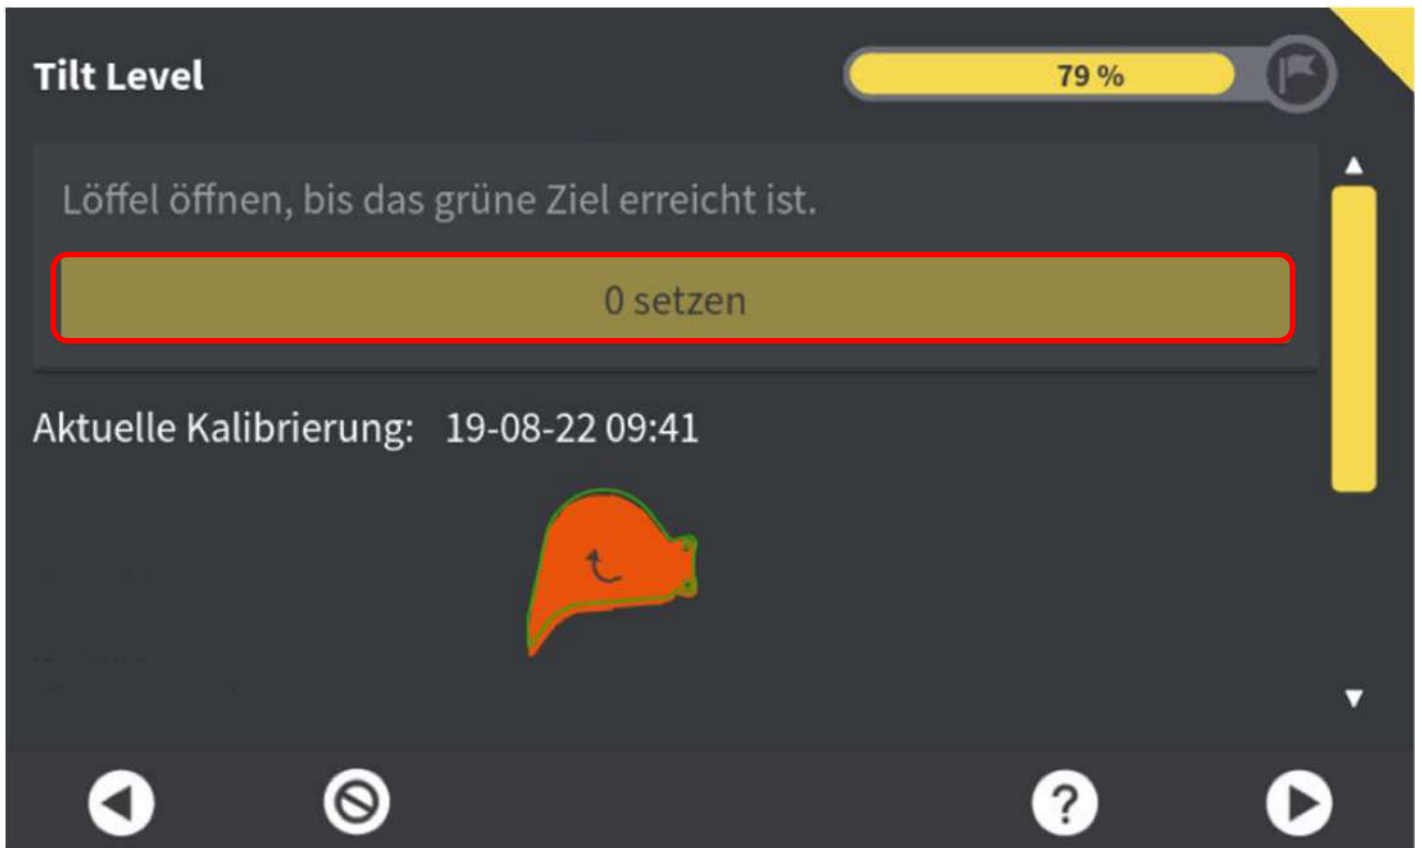 Tilt Level
79 %
Löffel öffnen, bis das grüne Ziel erreicht ist.
0 setzen
Aktuelle Kalibrierung: 19-08-22 09:41
?